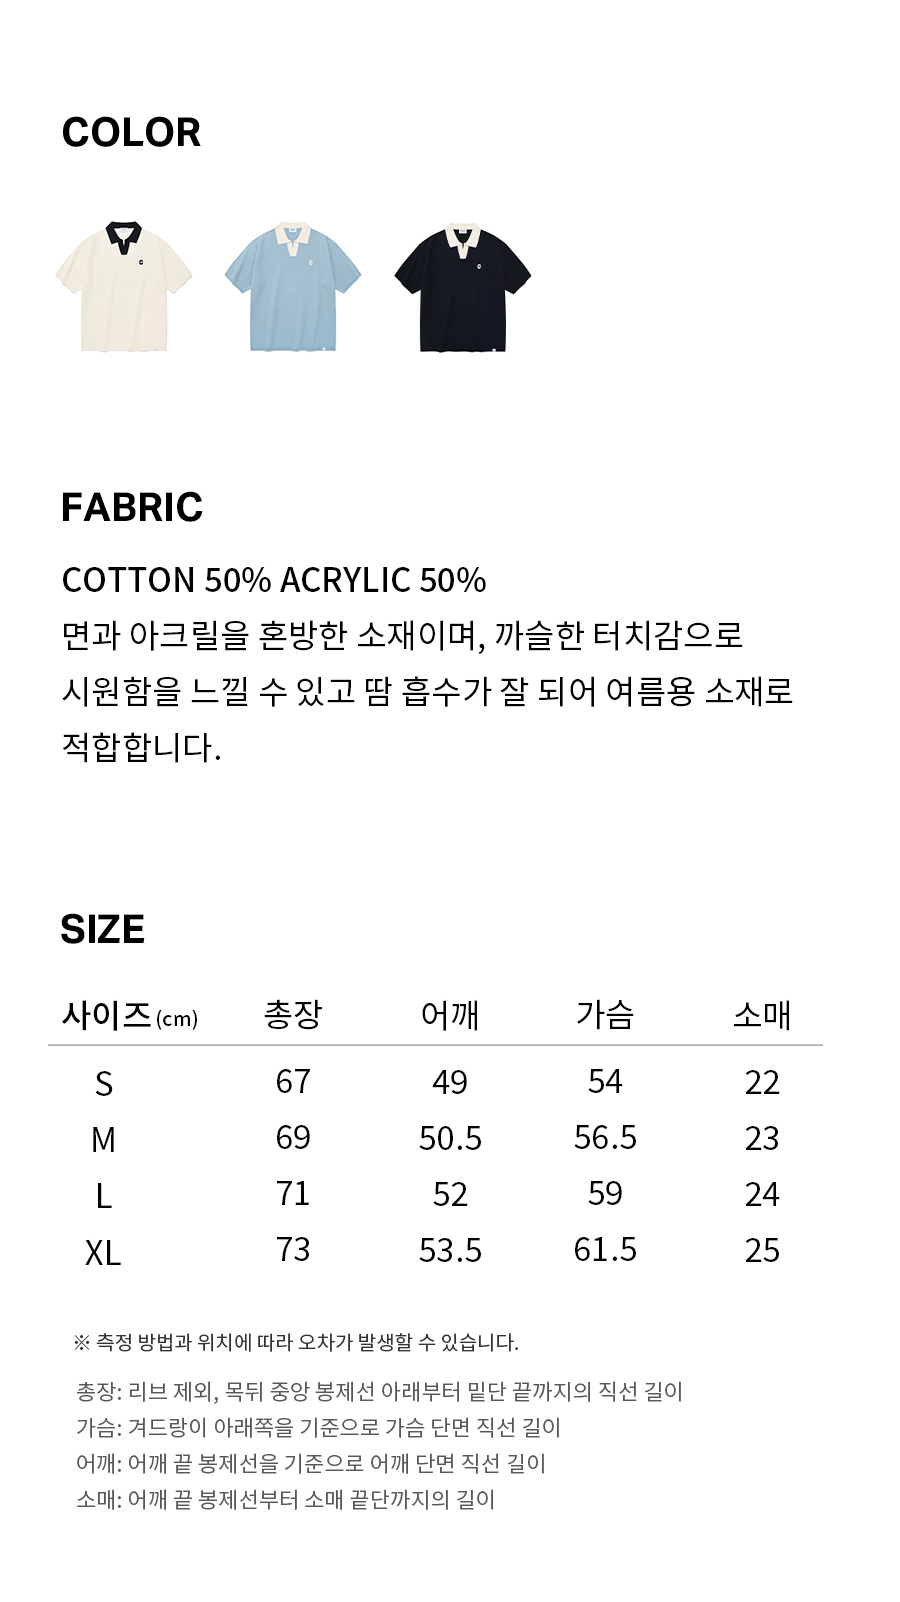 COLOR
FABRIC
COTTON 50% ACRYLIC 50%
면과 아크릴을 혼방한 소재이며, 까슬한 터치감으로
시원함을 느낄 수 있고 땀 흡수가 잘 되어 여름용 소재로
적합합니다.
SIZE
사이즈(cm) 총장 어깨 가슴 소매
S 67 49 54 22
M 69 50.5 56.5 23
L 71 52 59 24
XL 73 53.5 61.5 25
※ 측정 방법과 위치에 따라 오차가 발생할 수 있습니다.
총장: 리브 제외, 목뒤 중앙 봉제선 아래부터 밑단 끝까지의 직선 길이
가슴: 겨드랑이 아래쪽을 기준으로 가슴 단면 직선 길이
어깨: 어깨 끝 봉제선을 기준으로 어깨 단면 직선 길이
소매: 어깨 끝 봉제선부터 소매 끝단까지의 길이